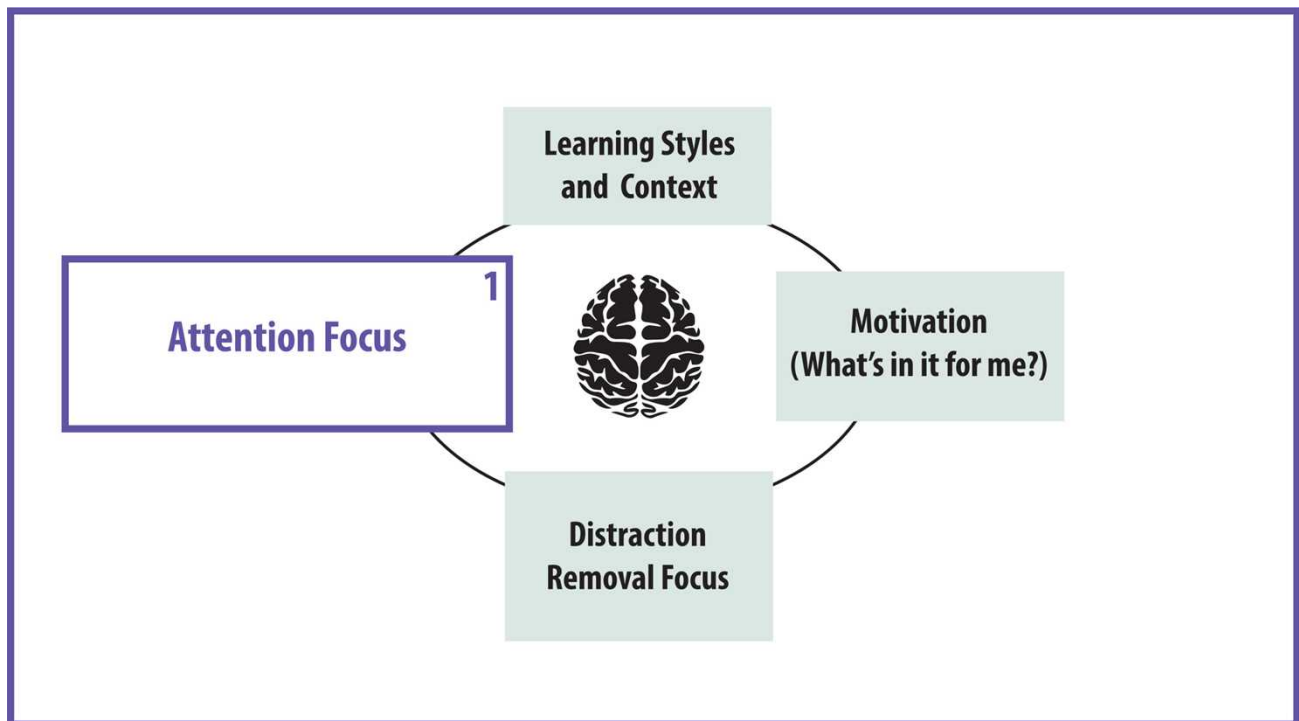 Learning Styles
and Context
1
Attention Focus
Motivation
(What's in it for me?)
Distraction
Removal Focus